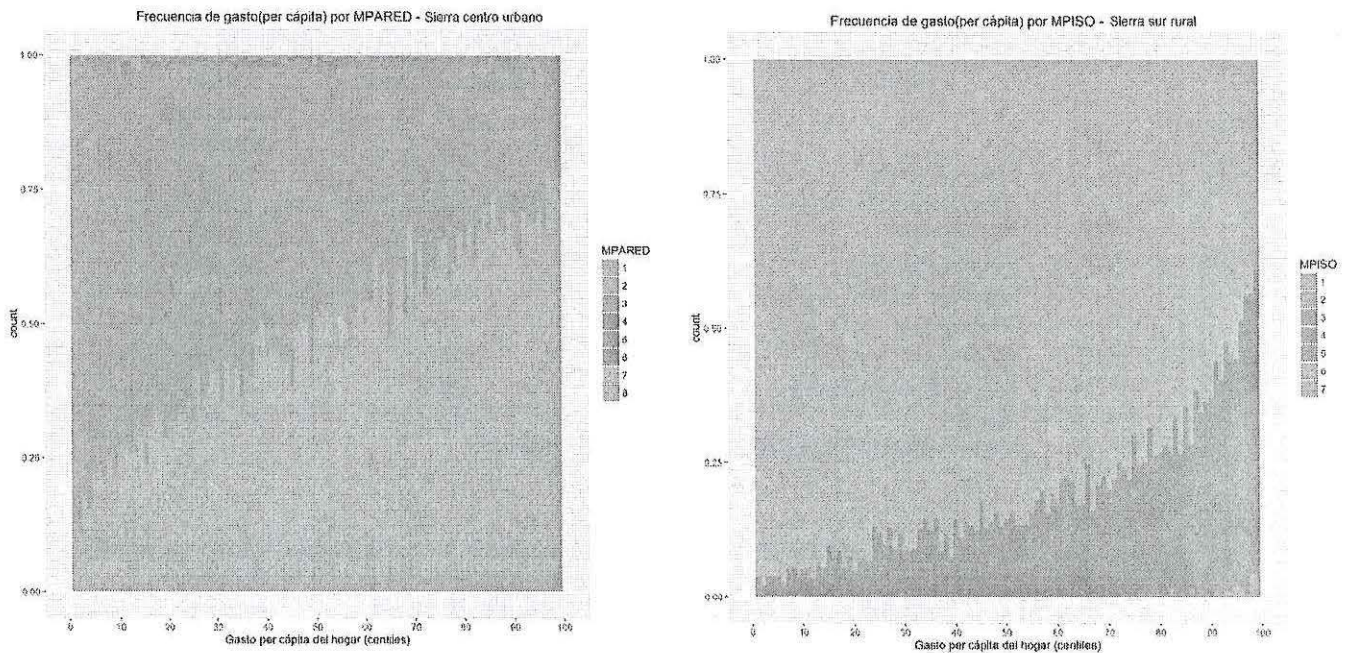 Frecuencia de gasto(per cápita) por MPARED - Sierra centro urbano
1.00
0.75
0.50
0.25
0.00
count
0 10 20 30 40 50 60 70 80 90 100
Gasto per cápita del hogar (centiles)
MPARED
1
2
3
4
7
8
Frecuencia de gasto(per cápita) por MPISO - Sierra sur rural
1.00
0.75
0.50
0.25
0.00
count
0 10 20 30 40 50 60 70 80 90 100
Gasto per cápita del hogar (centiles)
MPISO
1
2
3
4
5
6
7